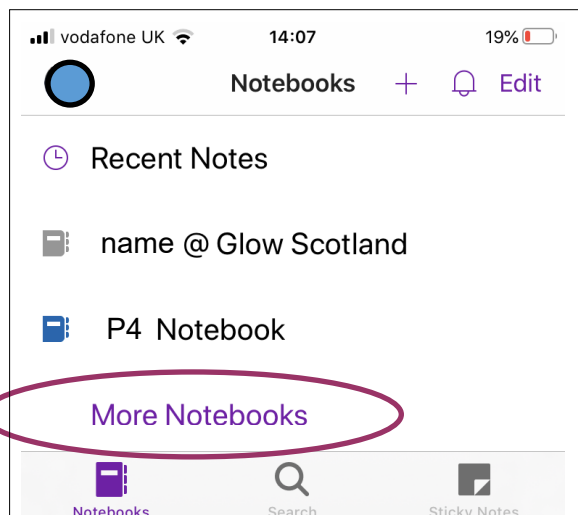 vodafone UK 14:07 19%
Notebooks + Edit
Recent Notes
name @ Glow Scotland
P4 Notebook
More Notebooks
Notebooks Search Sticky Notes